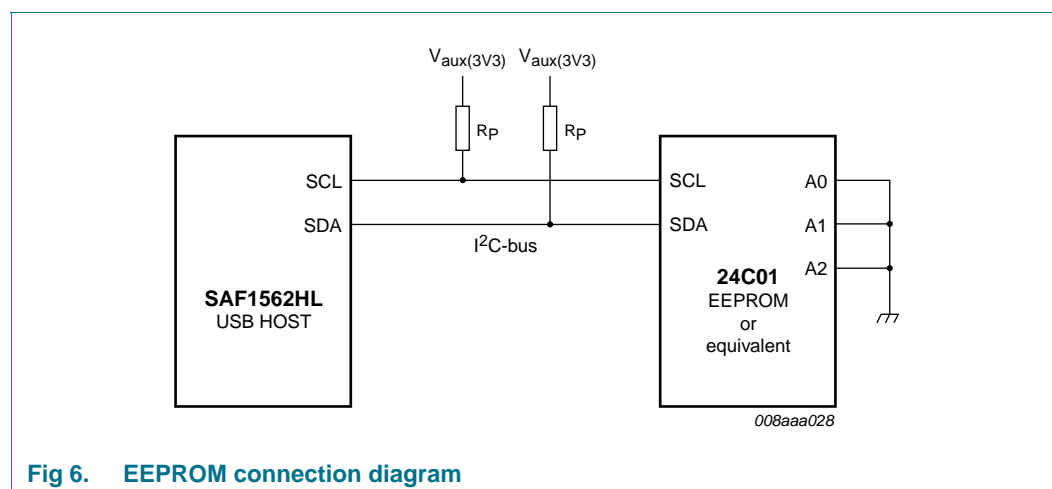 Vaux(3V3) Vaux(3V3)
RP RP
SCL SCL A0
SDA SDA A1
I2C-bus
A2
SAF1562HL
USB HOST
24C01
EEPROM
or
equivalent
008aaa028
Fig 6. EEPROM connection diagram